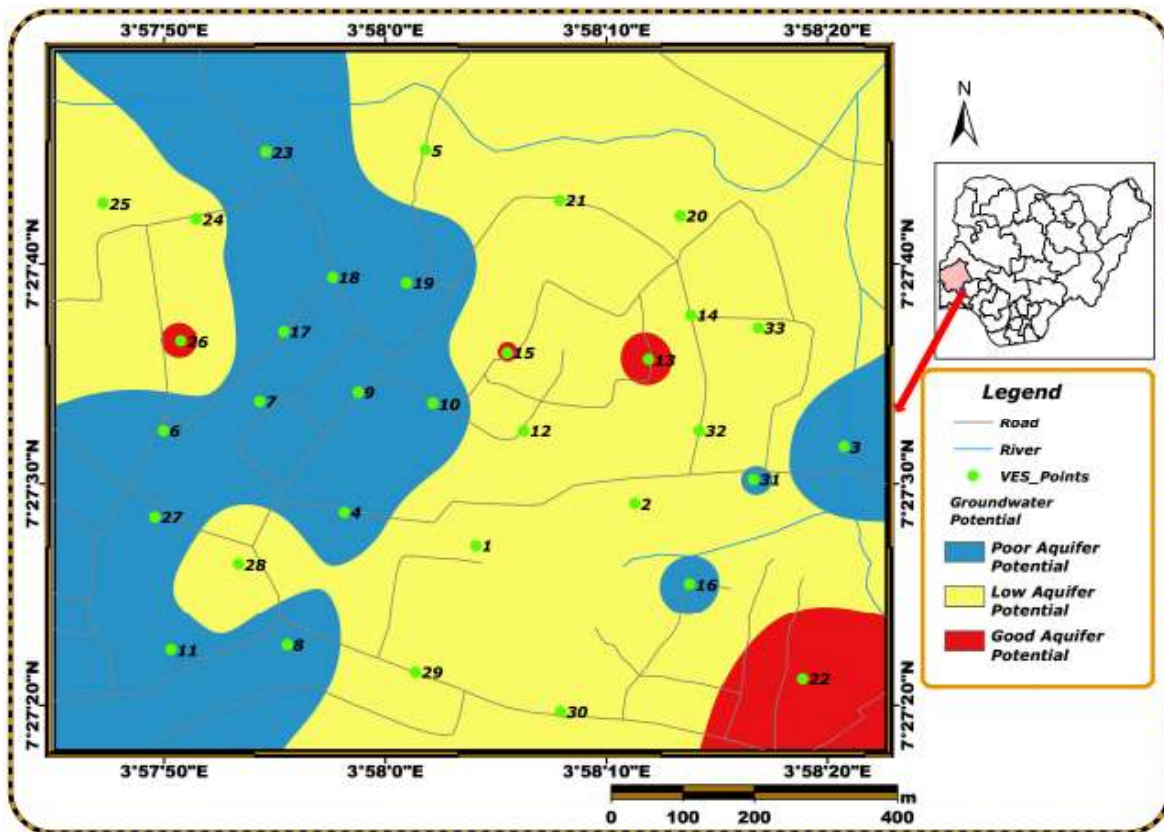 3°57'50"E 3°58'0"E 3°58'10"E 3°58'20"E
N
23
5
25
24
21
20
7°27'40"N
7°27'40"N
18
19
14
17
33
26
15
13
9
7
10
6
12
32
3
31
7°27'30"N
7°27'30"N
27
4
2
1
28
16
11
8
29
22
30
7°27'20"N
7°27'20"N
3°57'50"E 3°58'0"E 3°58'10"E 3°58'20"E
m
0 100 200 400
Legend
Road
River
VES_Points
Groundwater
Potential
Poor Aquifer
Potential
Low Aquifer
Potential
Good Aquifer
Potential